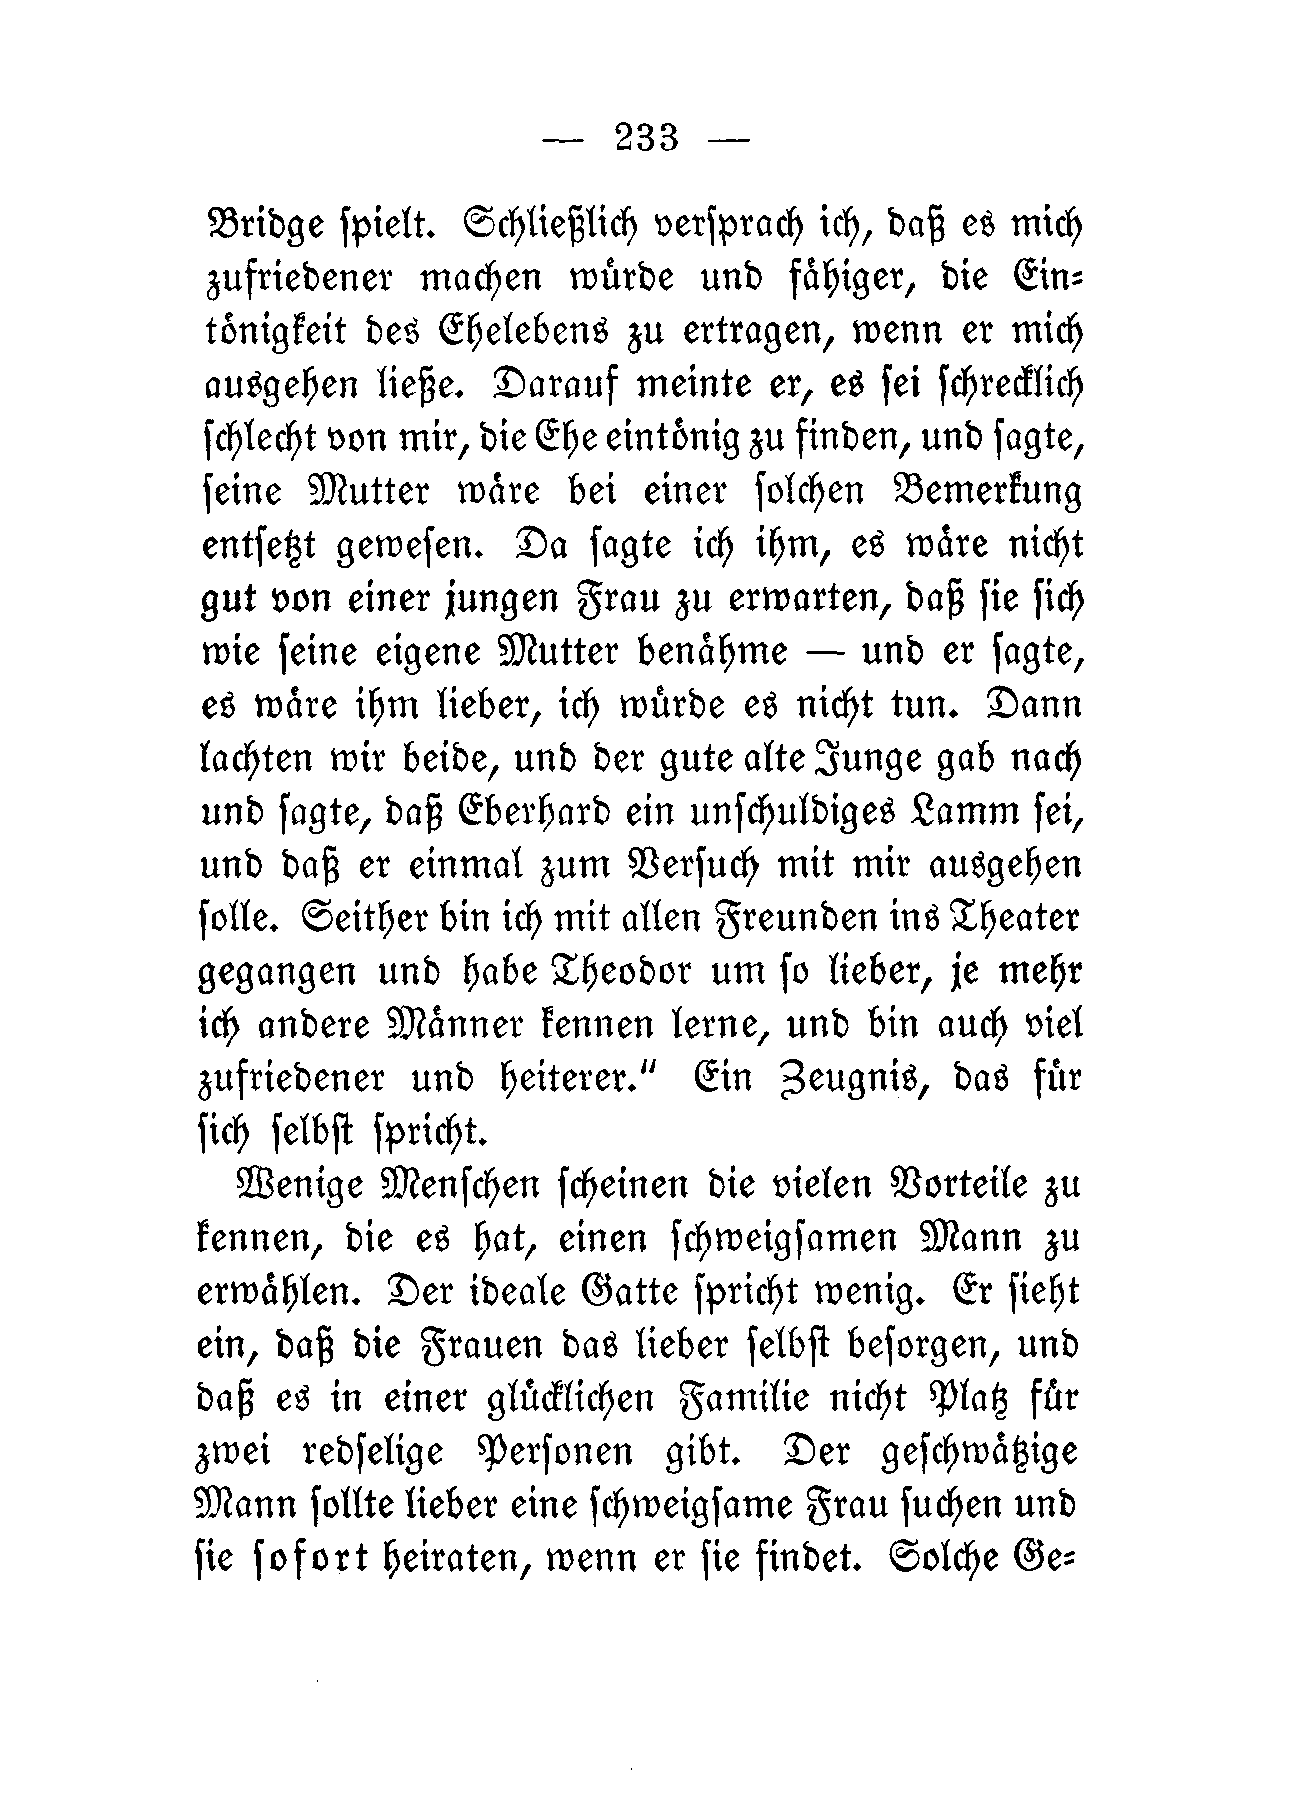 — 233 —
Bridge ſpielt. Schließlich verſprach ich, daß es mich
zufriedener machen würde und fähiger, die Ein⸗
tönigkeit des Ehelebens zu ertragen, wenn er mich
ausgehen ließe. Darauf meinte er, es ſei ſchrecklich
ſchlecht von mir, die Ehe eintönig zu finden, und ſagte,
ſeine Mutter wäre bei einer ſolchen Bemerkung
entſetzt geweſen. Da ſagte ich ihm, es wäre nicht
gut von einer jungen Frau zu erwarten, daß ſie ſich
wie ſeine eigene Mutter benähme — und er ſagte,
es wäre ihm lieber, ich würde es nicht tun. Dann
lachten wir beide, und der gute alte Junge gab nach
und ſagte, daß Eberhard ein unſchuldiges Lamm ſei,
und daß er einmal zum Verſuch mit mir ausgehen
ſolle. Seither bin ich mit allen Freunden ins Theater
gegangen und habe Theodor um ſo lieber, je mehr
ich andere Männer kennen lerne, und bin auch viel
zufriedener und heiterer." Ein Zeugnis, das für
ſich ſelbſt ſpricht.
Wenige Menſchen ſcheinen die vielen Vorteile zu
kennen, die es hat, einen ſchweigſamen Mann zu
erwählen. Der ideale Gatte ſpricht wenig. Er ſieht
ein, daß die Frauen das lieber ſelbſt beſorgen, und
daß es in einer glücklichen Familie nicht Platz für
zwei redſelige Perſonen gibt. Der geſchwätzige
Mann ſollte lieber eine ſchweigſame Frau ſuchen und
ſie ſofort heiraten, wenn er ſie findet. Solche Ge⸗